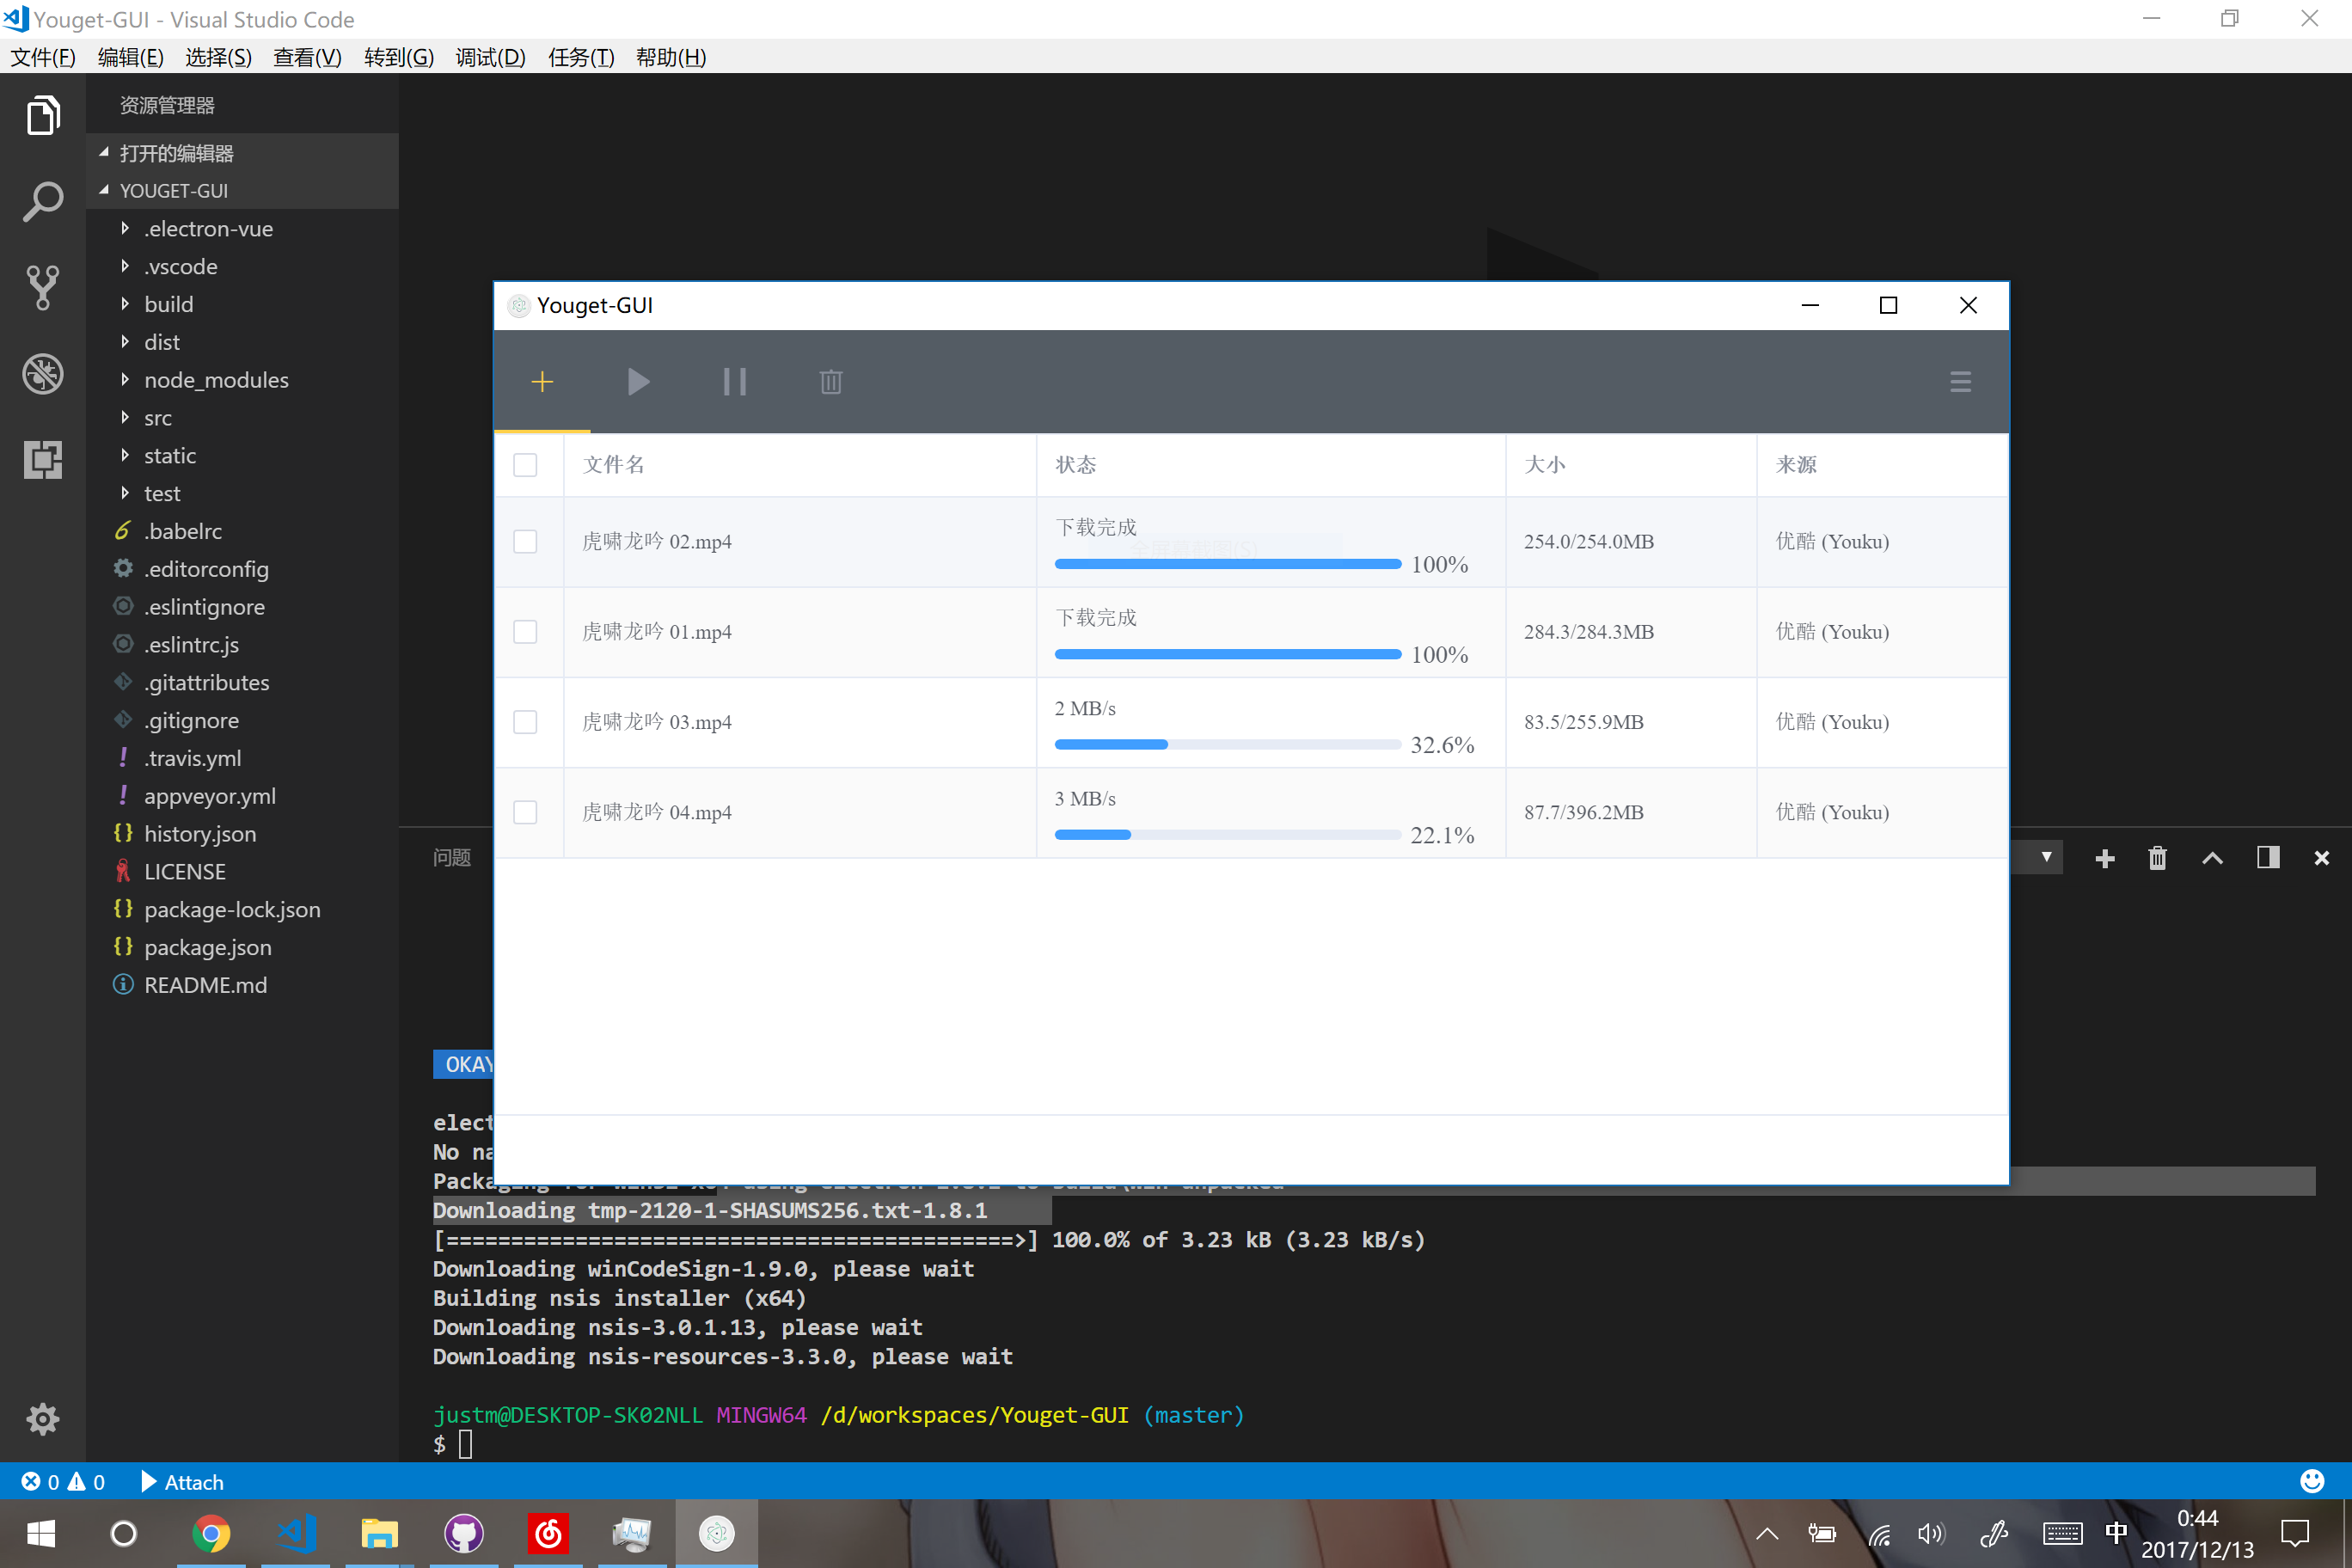 Youget-GUI - Visual Studio Code
文件(F) 编辑(E) 选择(S) 查看(V) 转到(G) 调试(D) 任务(T) 帮助(H)
资源管理器
打开的编辑器
YOUGET-GUI
.electron-vue
.vscode
build
dist
node_modules
src
static
test
.babelrc
.editorconfig
.eslintignore
.eslintrc.js
.gitattributes
.gitignore
.travis.yml
appveyor.yml
history.json
LICENSE
package-lock.json
package.json
README.md
Youget-GUI
文件名 状态 大小 来源
虎啸龙吟 02.mp4 下载完成 100% 254.0/254.0MB 优酷 (Youku)
全屏幕截图(S)
虎啸龙吟 01.mp4 下载完成 100% 284.3/284.3MB 优酷 (Youku)
虎啸龙吟 03.mp4 2 MB/s 32.6% 83.5/255.9MB 优酷 (Youku)
虎啸龙吟 04.mp4 3 MB/s 22.1% 87.7/396.2MB 优酷 (Youku)
问题
OKAY
elect
No na
Downloading tmp-2120-1-SHASUMS256.txt-1.8.1
[============================================>] 100.0% of 3.23 kB (3.23 kB/s)
Downloading winCodeSign-1.9.0, please wait
Building nsis installer (x64)
Downloading nsis-3.0.1.13, please wait
Downloading nsis-resources-3.3.0, please wait
justm@DESKTOP-SK02NLL MINGW64 /d/workspaces/Youget-GUI (master)
$
0 0 Attach
中
0:44
2017/12/13